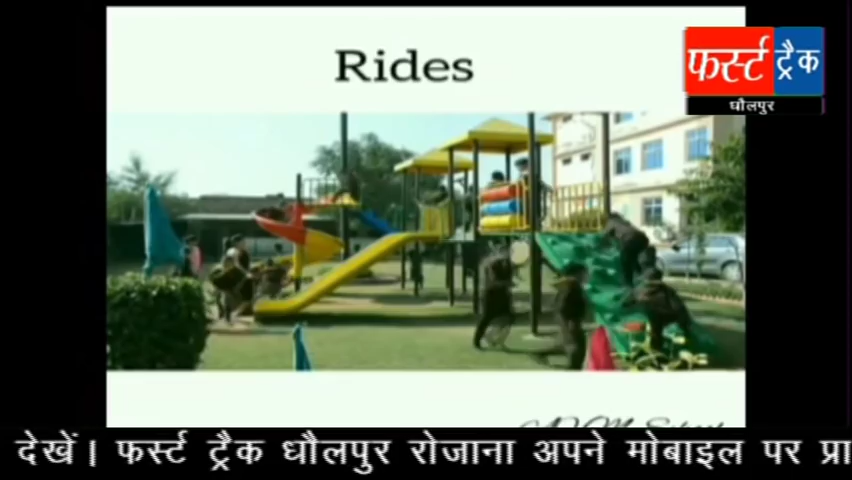 Rides
फर्स्ट ट्रैक
धौलपुर
देखें। फर्स्ट ट्रैक धौलपुर रोजाना अपने मोबाइल पर प्रा